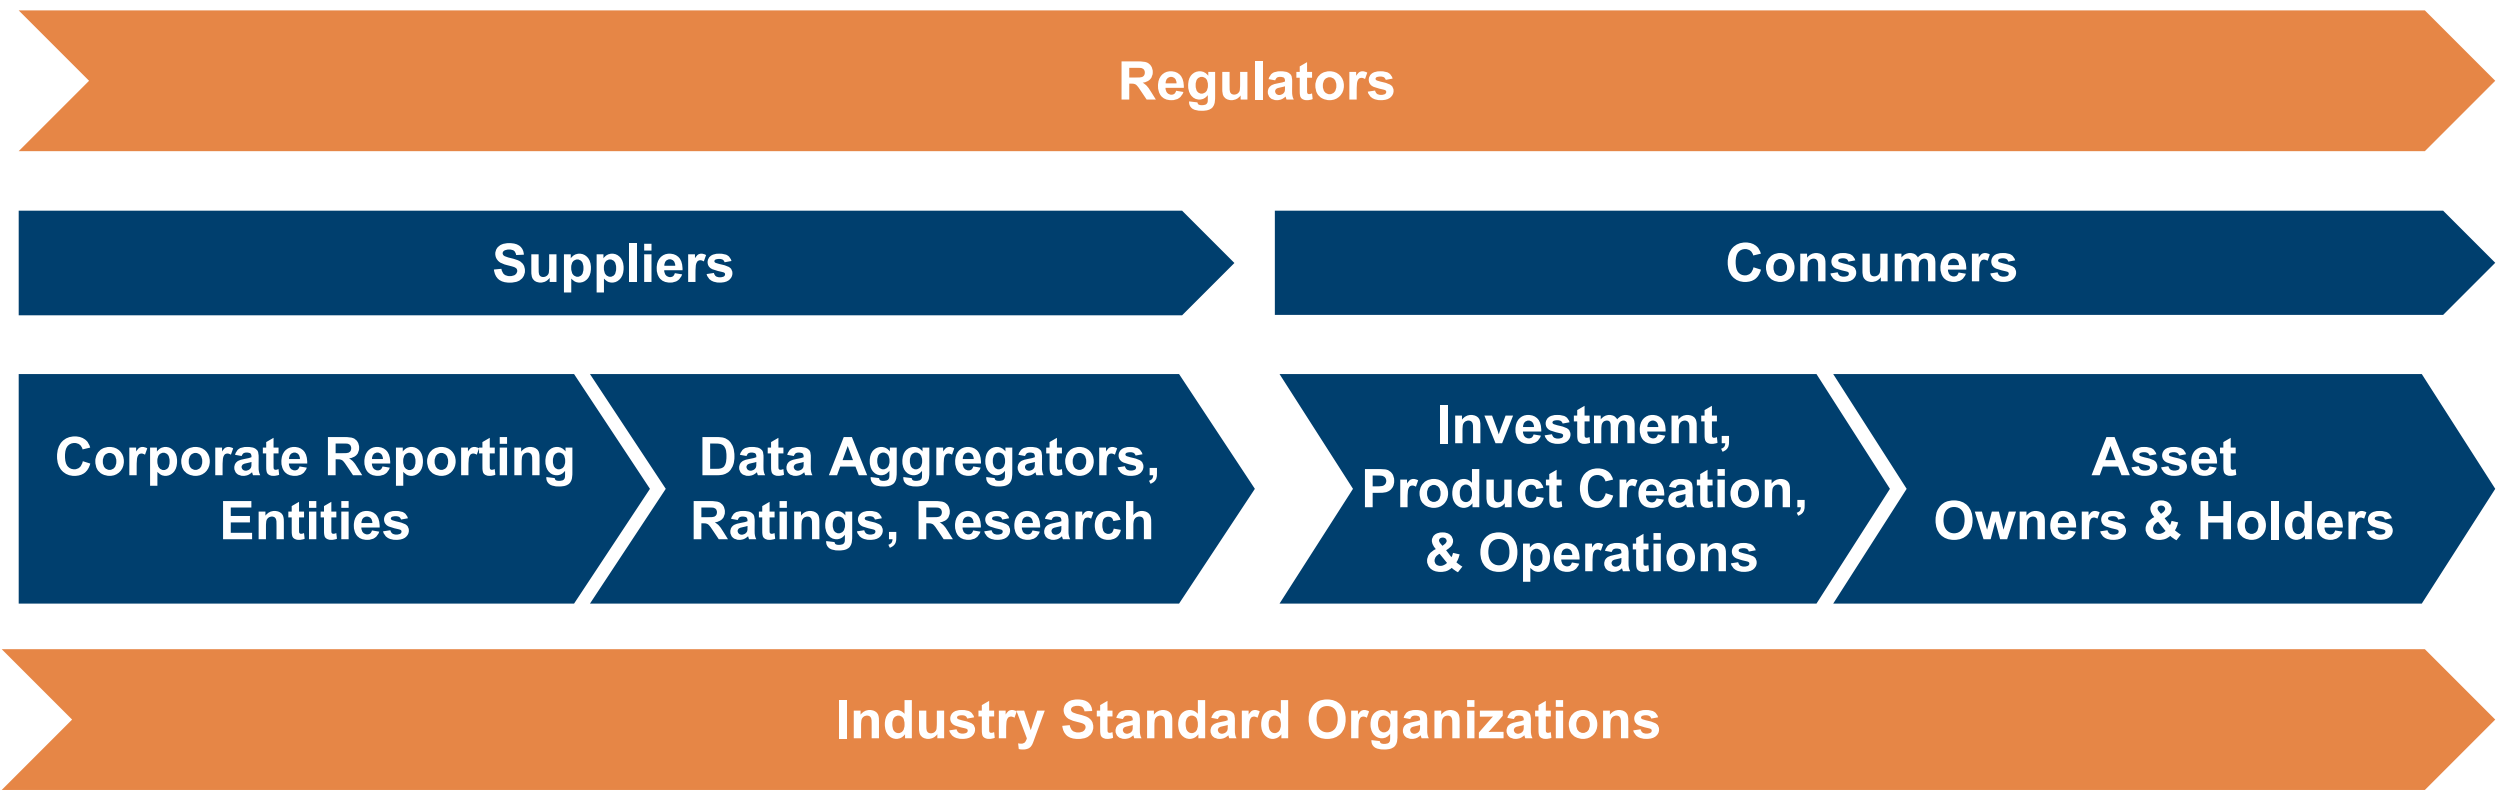 Regulators
Suppliers
Consumers
Corporate Reporting
Entities
Data Aggregators,
Ratings, Research
Investment,
Product Creation,
& Operations
Asset
Owners & Holders
Industry Standard Organizations